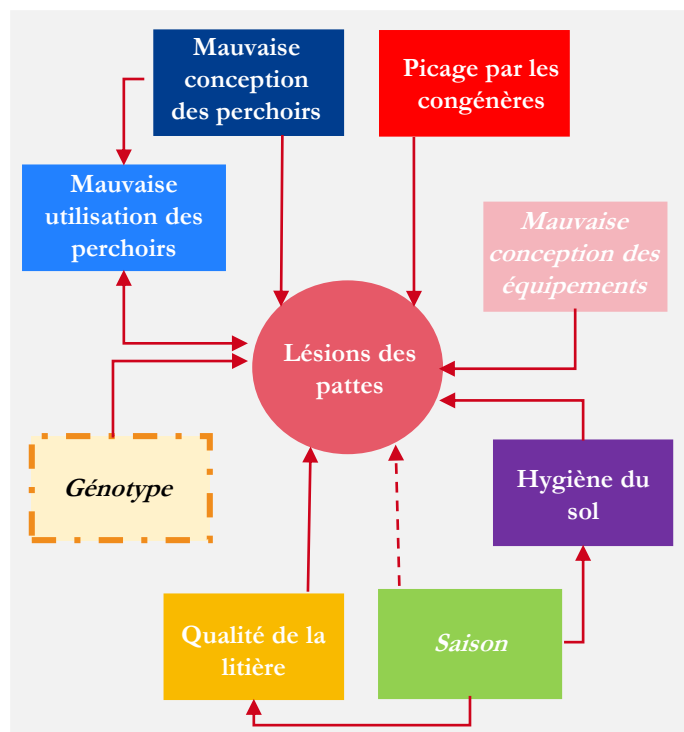 Mauvaise
conception
des perchoirs
Picage par les
congénères
Mauvaise
utilisation des
perchoirs
Mauvaise
conception des
équipements
Lésions des
pattes
Génotype
Hygiène du
sol
Qualité de la
litière
Saison